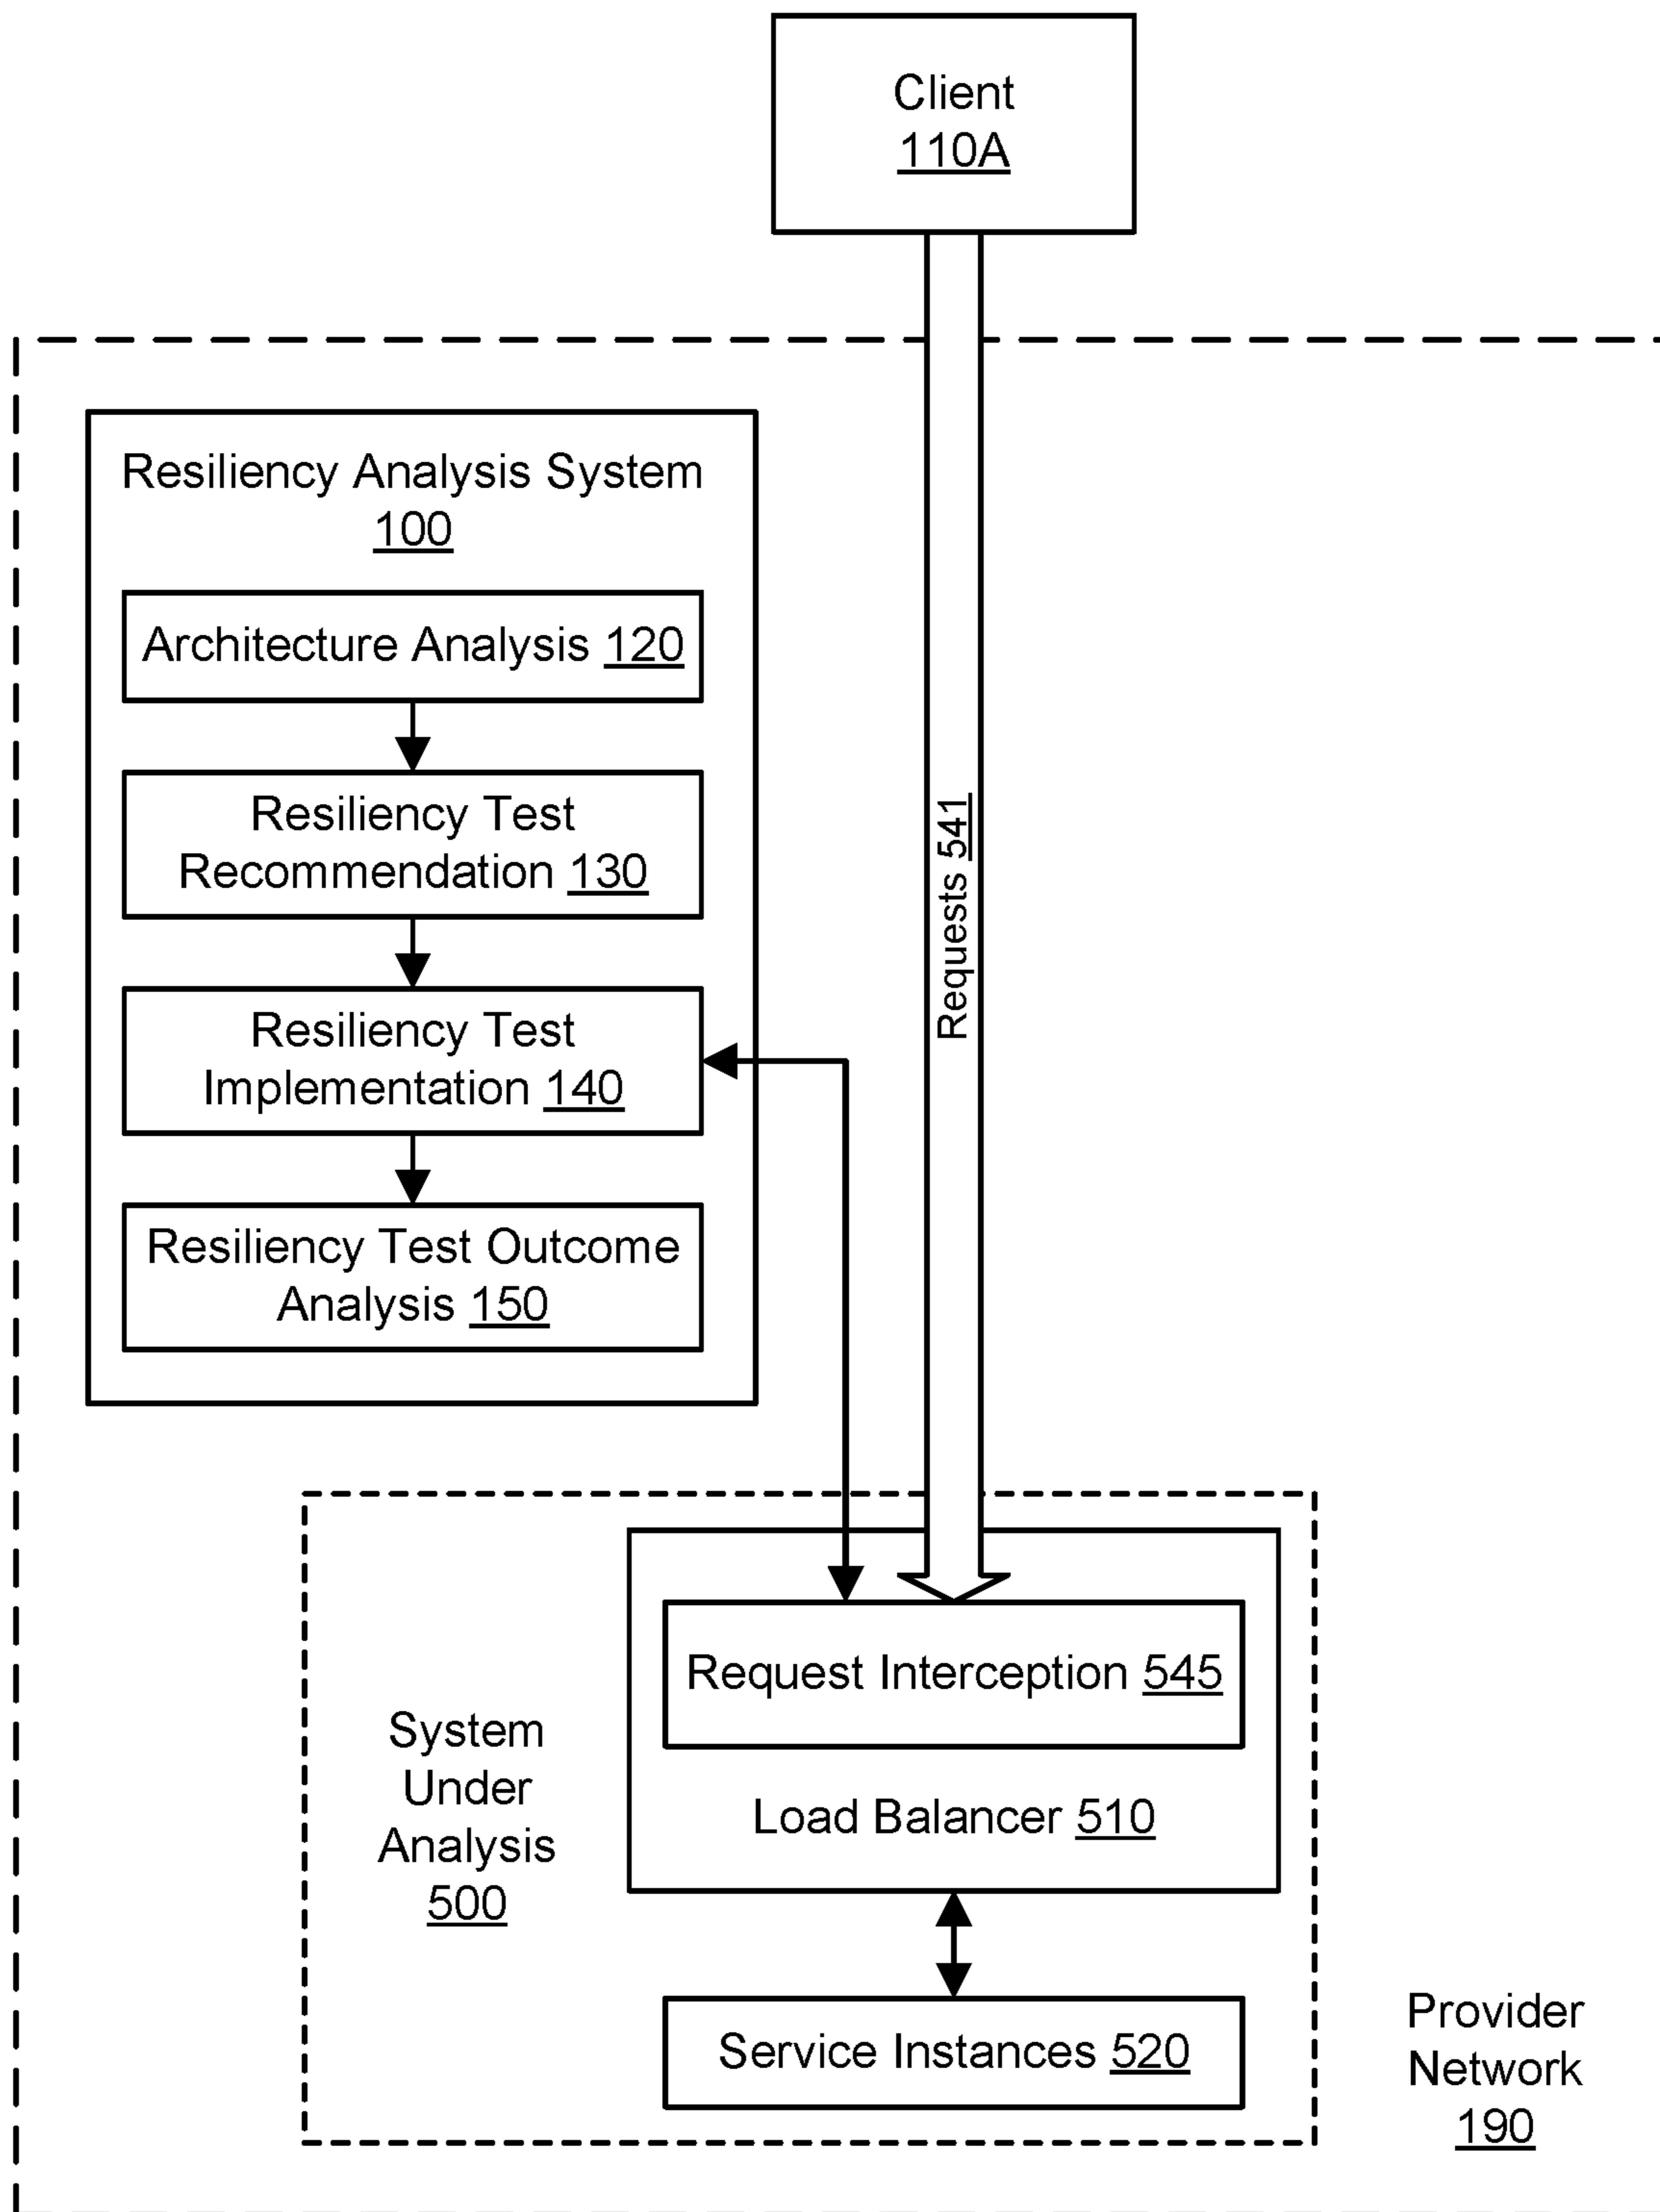 Client
110A
Resiliency Analysis System
100
Architecture Analysis 120
Resiliency Test
Recommendation 130
Resiliency Test
Implementation 140
Resiliency Test Outcome
Analysis 150
Requests 541
Request Interception 545
Load Balancer 510
System
Under
Analysis
500
Service Instances 520
Provider
Network
190